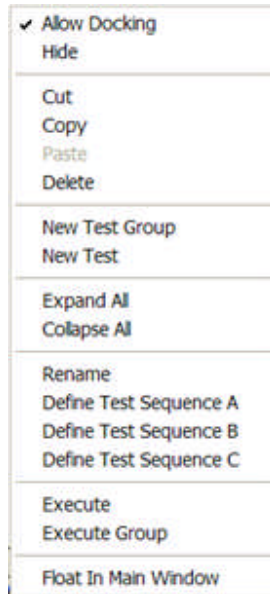 Allow Docking
Hide
Cut
Copy
Paste
Delete
New Test Group
New Test
Expand All
Collapse All
Rename
Define Test Sequence A
Define Test Sequence B
Define Test Sequence C
Execute
Execute Group
Float In Main Window